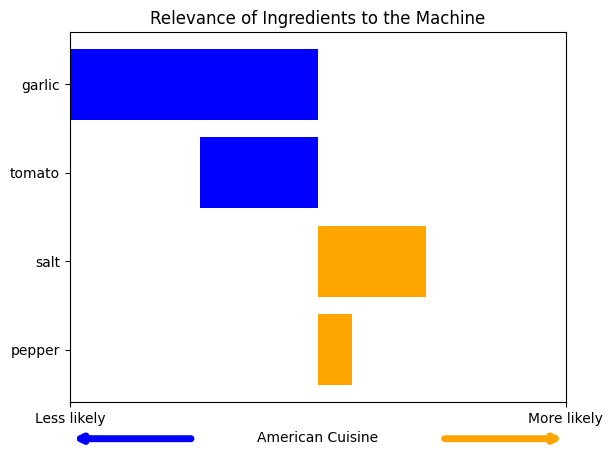 Relevance of Ingredients to the Machine
garlic
tomato
salt
pepper
Less likely
More likely
American Cuisine